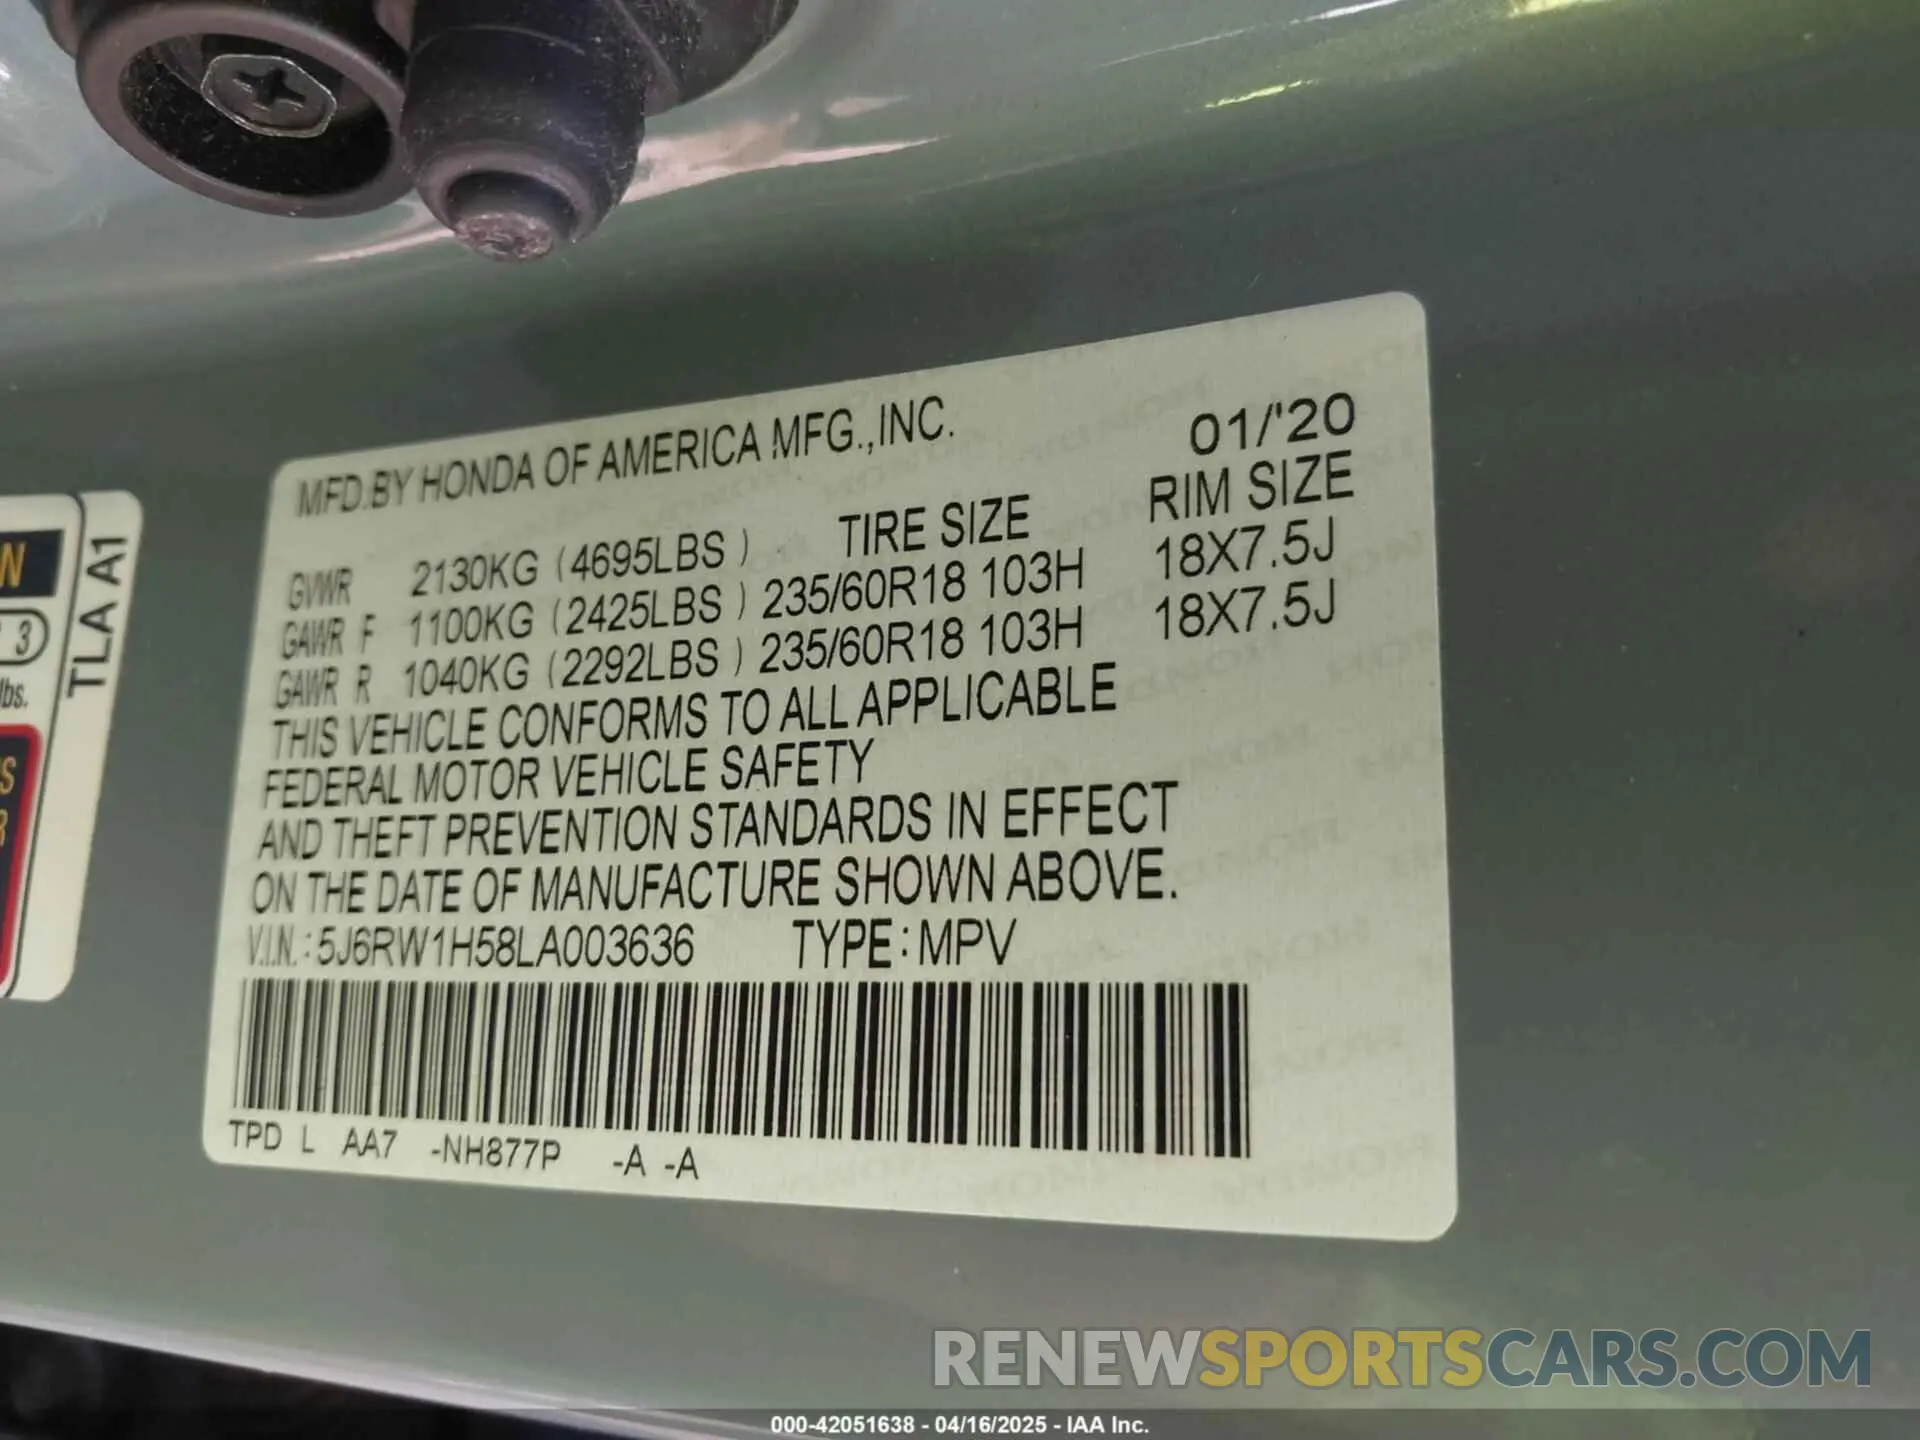 MFD.BY HONDA OF AMERICA MFG.,INC. 01/'20
TIRE SIZE RIM SIZE
GVWR 2130KG (4695LBS )
GAWR F 1100KG (2425LBS ) 235/60R18 103H 18X7.5J
GAWR R 1040KG (2292LBS ) 235/60R18 103H 18X7.5J
THIS VEHICLE CONFORMS TO ALL APPLICABLE
FEDERAL MOTOR VEHICLE SAFETY
AND THEFT PREVENTION STANDARDS IN EFFECT
ON THE DATE OF MANUFACTURE SHOWN ABOVE.
V.I.N.: 5J6RW1H58LA003636 TYPE: MPV
TPD L AA7 -NH877P -A -A
TLA A1
3
lbs.
RENEWSPORTSCARS.COM
000-42051638 - 04/16/2025 - IAA Inc.